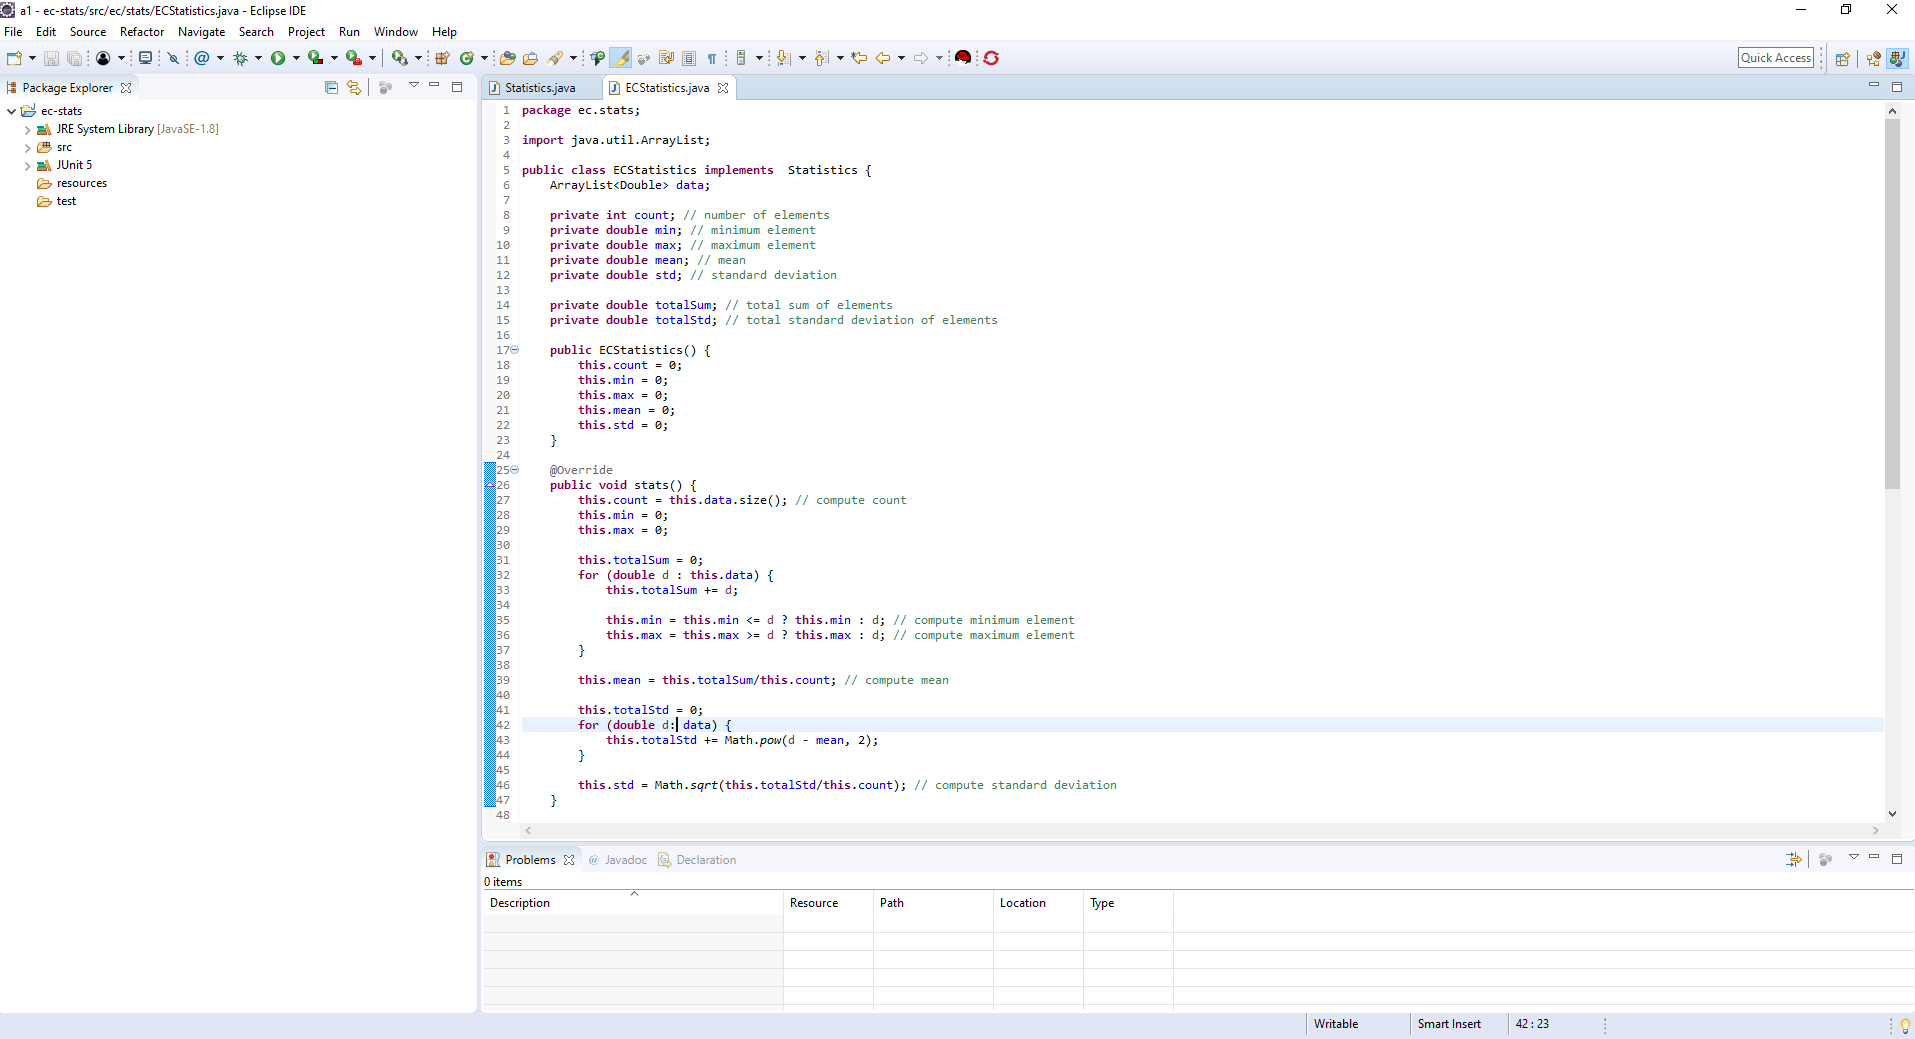 a1 - ec-stats/src/ec/stats/ECStatistics.java - Eclipse IDE
File Edit Source Refactor Navigate Search Project Run Window Help
Quick Access
Package Explorer
ec-stats
JRE System Library [JavaSE-1.8]
src
JUnit 5
resources
test
Statistics.java ECStatistics.java
1 package ec.stats;
2
3 import java.util.ArrayList;
4
5 public class ECStatistics implements  Statistics {
6     ArrayList<Double> data;
7
8     private int count; // number of elements
9     private double min; // minimum element
10     private double max; // maximum element
11     private double mean; // mean
12     private double std; // standard deviation
13
14     private double totalSum; // total sum of elements
15     private double totalStd; // total standard deviation of elements
16
17     public ECStatistics() {
18         this.count = 0;
19         this.min = 0;
20         this.max = 0;
21         this.mean = 0;
22         this.std = 0;
23     }
24
25     @Override
26     public void stats() {
27         this.count = this.data.size(); // compute count
28         this.min = 0;
29         this.max = 0;
30
31         this.totalSum = 0;
32         for (double d : this.data) {
33             this.totalSum += d;
34
35             this.min = this.min <= d ? this.min : d; // compute minimum element
36             this.max = this.max >= d ? this.max : d; // compute maximum element
37         }
38
39         this.mean = this.totalSum/this.count; // compute mean
40
41         this.totalStd = 0;
42         for (double d: data) {
43             this.totalStd += Math.pow(d - mean, 2);
44         }
45
46         this.std = Math.sqrt(this.totalStd/this.count); // compute standard deviation
47     }
48
Problems @ Javadoc Declaration
0 items
Description Resource Path Location Type
Writable Smart Insert 42 : 23